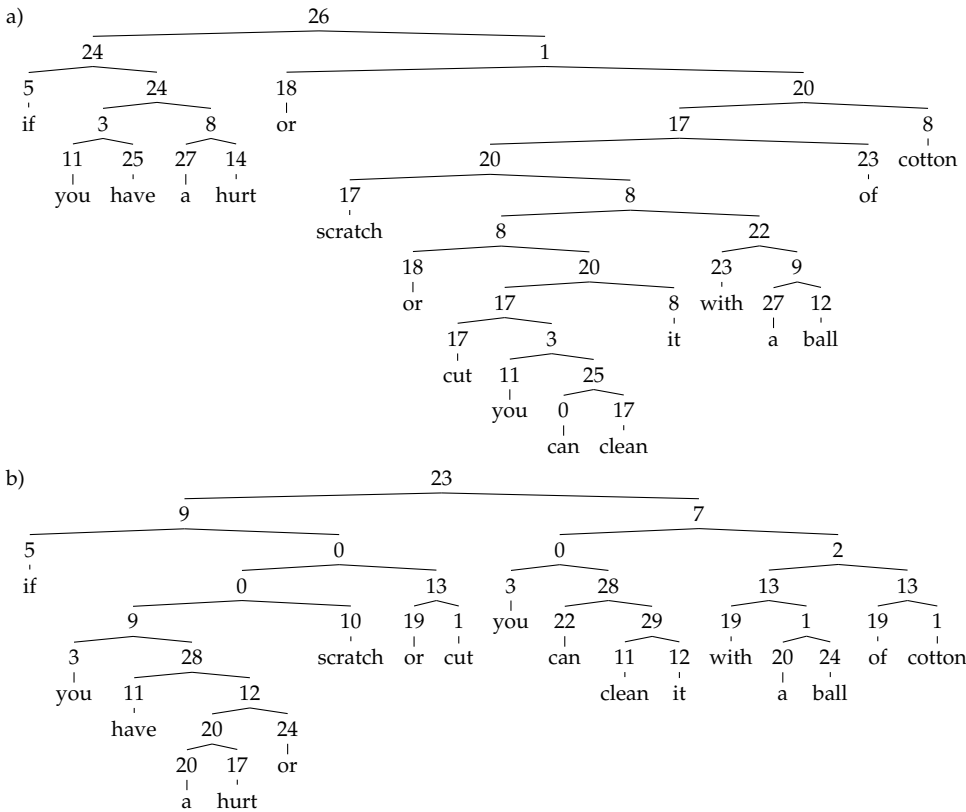 a) 26
24 1
5 24 18 20
if 3 8 or 17 8
11 25 27 14 20 23 cotton
you have a hurt 17 8 of
scratch 8 22
18 20 23 9
or 17 8 with 27 12
17 3 it a ball
cut 11 25
you 0 17
can clean
b) 23
9 7
5 0 0 2
if 0 13 3 28 13 13
9 10 19 1 you 22 29 19 1 19 1
3 28 scratch or cut can 11 12 with 20 24 of cotton
you 11 12 clean it a ball
have 20 24
20 17 or
a hurt